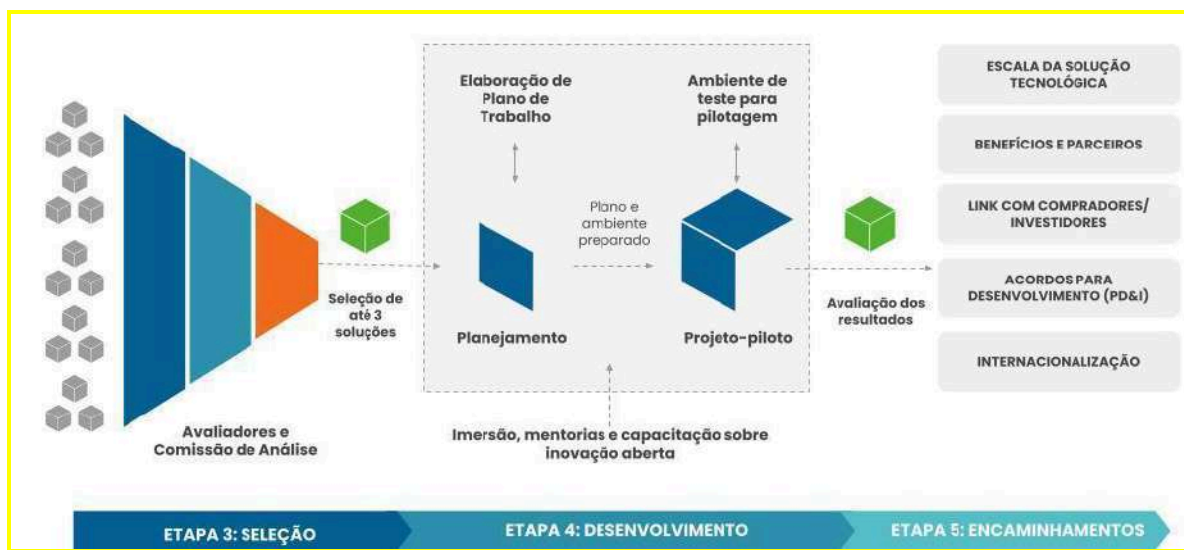 Avaliadores e
Comissão de Análise
Seleção de
até 3
soluções
Elaboração de
Plano de
Trabalho
Planejamento
Plano e
ambiente
preparado
Ambiente de
teste para
pilotagem
Projeto-piloto
Imersão, mentorias e capacitação sobre
inovação aberta
Avaliação dos
resultados
ESCALA DA SOLUÇÃO
TECNOLÓGICA
BENEFÍCIOS E PARCEIROS
LINK COM COMPRADORES/
INVESTIDORES
ACORDOS PARA
DESENVOLVIMENTO (PD&I)
INTERNACIONALIZAÇÃO
ETAPA 3: SELEÇÃO
ETAPA 4: DESENVOLVIMENTO
ETAPA 5: ENCAMINHAMENTOS